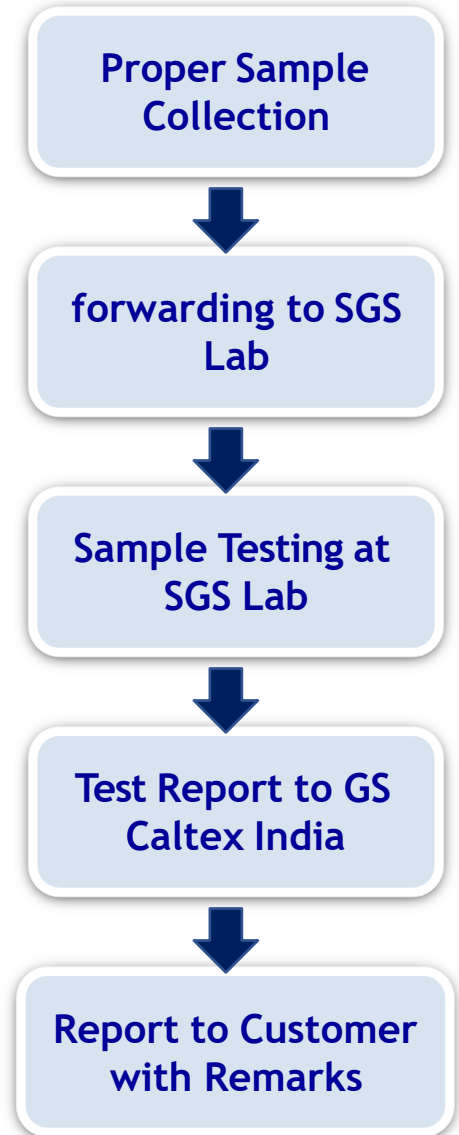 Proper Sample
Collection
forwarding to SGS
Lab
Sample Testing at
SGS Lab
Test Report to GS
Caltex India
Report to Customer
with Remarks